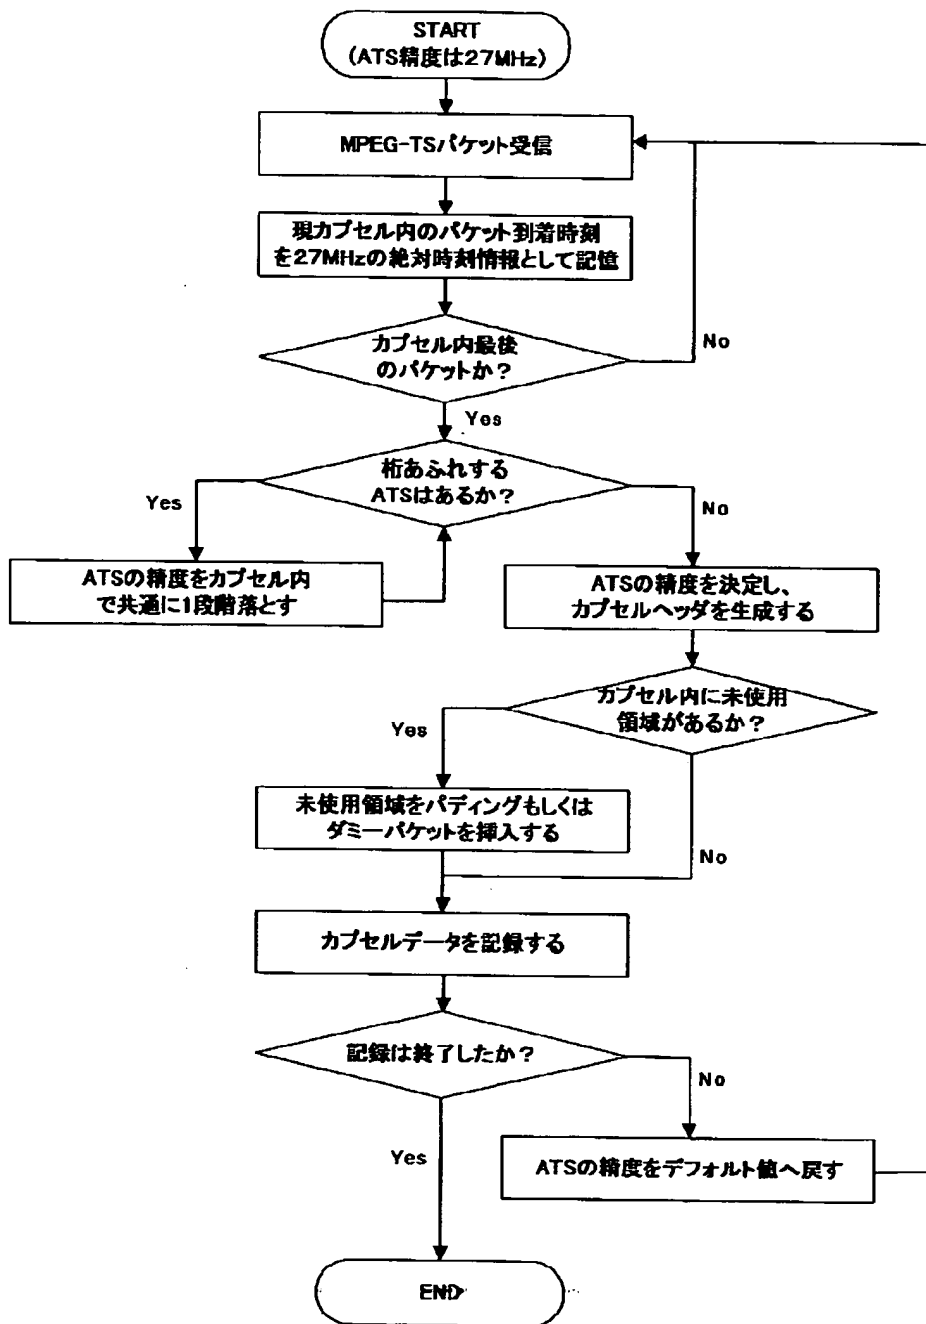 START
(ATS精度は27MHz)
MPEG-TSパケット受信
現カプセル内のパケット到着時刻
を27MHzの絶対時刻情報として記憶
カプセル内最後
のパケットか？
No
Yes
桁あふれする
ATSはあるか？
Yes
No
ATSの精度をカプセル内
で共通に1段階落とす
ATSの精度を決定し、
カプセルヘッダを生成する
カプセル内に未使用
領域があるか？
Yes
未使用領域をパディングもしくは
ダミーパケットを挿入する
No
カプセルデータを記録する
記録は終了したか？
No
Yes
ATSの精度をデフォルト値へ戻す
END